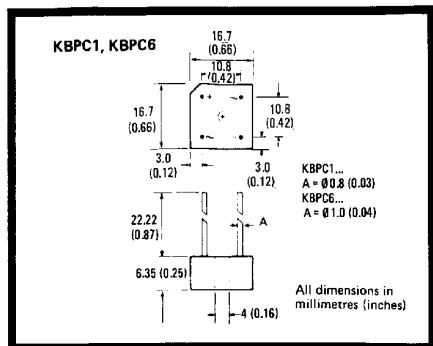 KBPC1, KBPC6
16.7
(0.66)
10.8
(0.42)
16.7
(0.66)
+
~
~
-
10.8
(0.42)
3.0
(0.12)
3.0
(0.12)
KBPC1...
A = Ø 0.8 (0.03)
KBPC6...
A = Ø 1.0 (0.04)
22.22
(0.87)
A
6.35 (0.25)
4 (0.16)
All dimensions in
millimetres (inches)